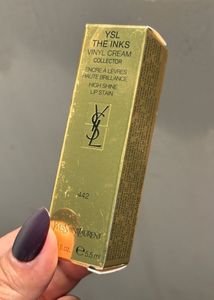 YSL
THE INKS
VINYL CREAM
COLLECTOR
ENCRE À LÈVRES
HAUTE BRILLANCE
HIGH SHINE
LIP STAIN
YSL
442
YVES SAINT LAURENT
5.5 ml